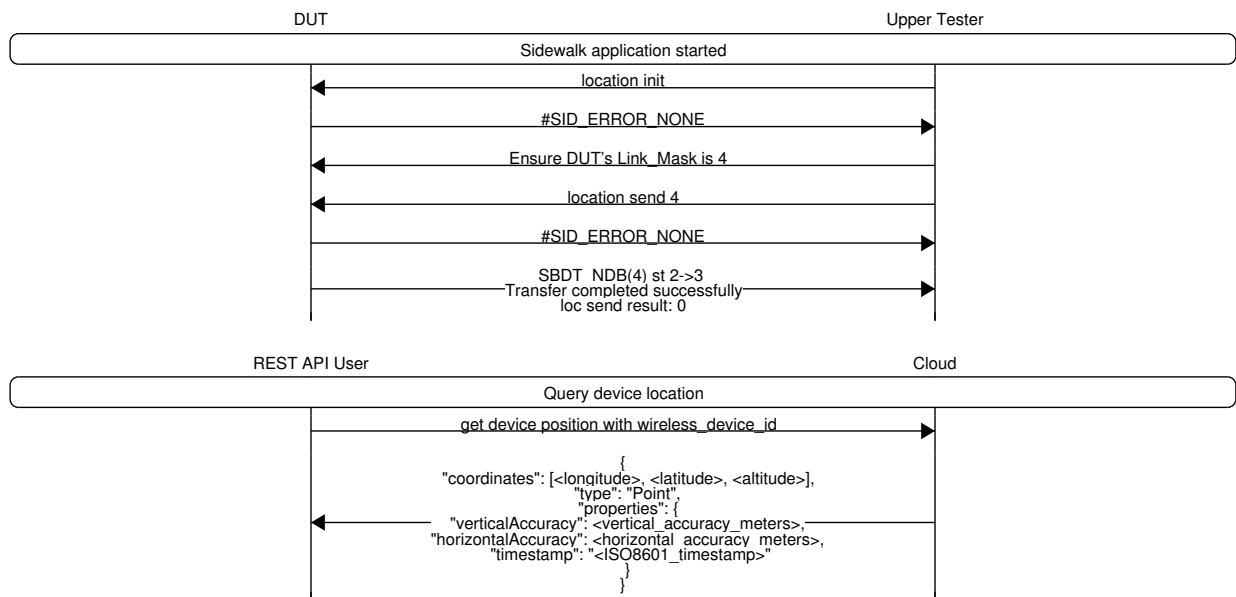 DUT
Upper Tester
Sidewalk application started
location init
#SID_ERROR_NONE
Ensure DUT's Link_Mask is 4
location send 4
#SID_ERROR_NONE
SBDT_NDB(4) st 2->3
Transfer completed successfully
loc send result: 0
REST API User
Cloud
Query device location
get device position with wireless_device_id
{
"coordinates": [<longitude>, <latitude>, <altitude>],
"type": "Point",
"properties": {
"verticalAccuracy": <vertical_accuracy_meters>,
"horizontalAccuracy": <horizontal_accuracy_meters>,
"timestamp": "<ISO8601_timestamp>"
}
}